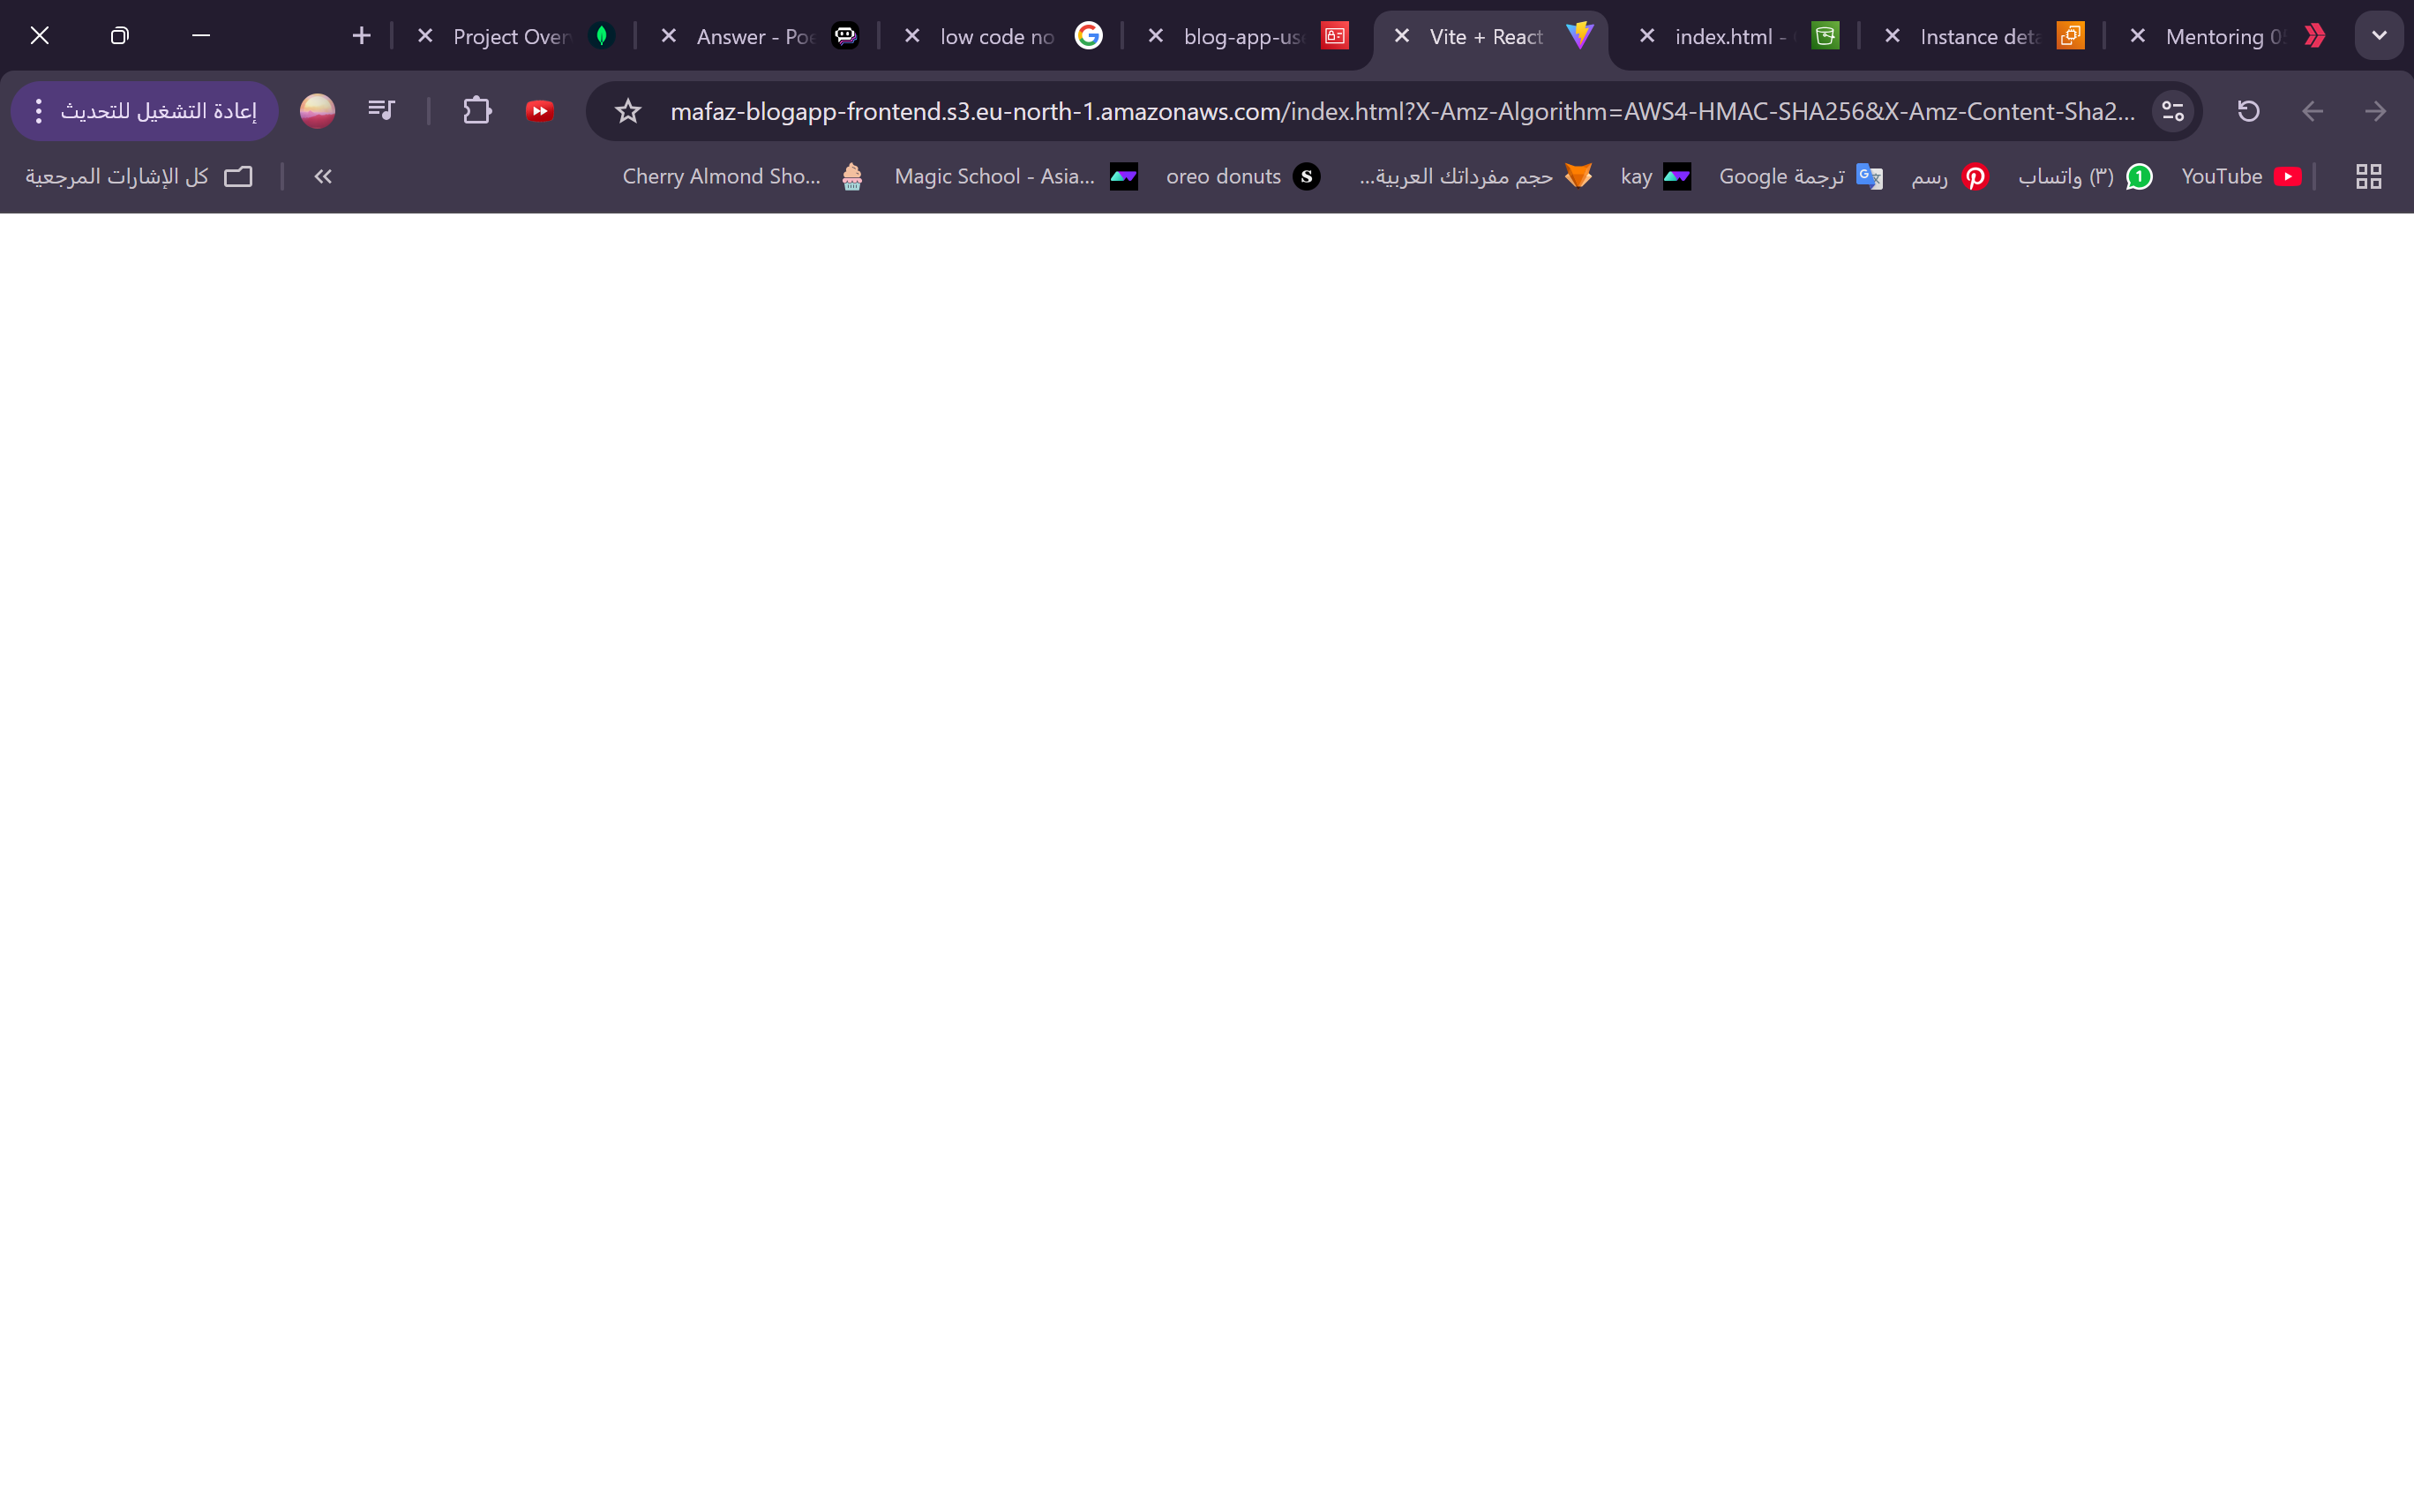 Project Over
Answer - Poe
low code no
blog-app-use
Vite + React
index.html -
Instance deta
Mentoring 05
إعادة التشغيل للتحديث
mafaz-blogapp-frontend.s3.eu-north-1.amazonaws.com/index.html?X-Amz-Algorithm=AWS4-HMAC-SHA256&X-Amz-Content-Sha2...
YouTube
(٣) واتساب
رسم
ترجمة Google
kay
حجم مفرداتك العربية...
oreo donuts
Magic School - Asia...
Cherry Almond Sho...
كل الإشارات المرجعية